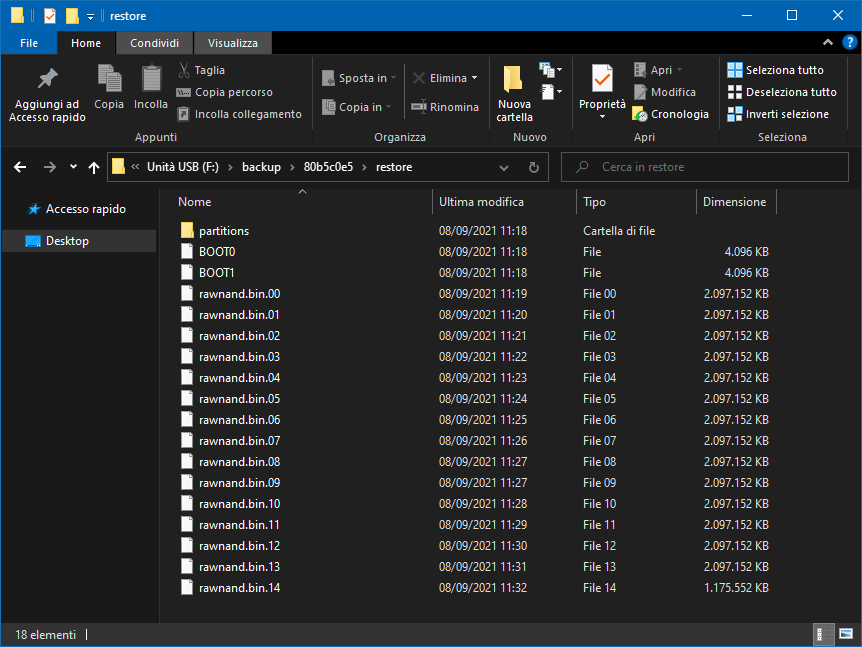 restore
File Home Condividi Visualizza
Aggiungi ad
Accesso rapido
Copia
Incolla
Taglia
Copia percorso
Incolla collegamento
Appunti
Sposta in
Copia in
Elimina
Rinomina
Organizza
Nuova
cartella
Nuovo
Proprietà
Apri
Modifica
Cronologia
Apri
Seleziona tutto
Deseleziona tutto
Inverti selezione
Seleziona
« Unità USB (F:) › backup › 80b5c0e5 › restore
Cerca in restore
Accesso rapido
Desktop
Nome Ultima modifica Tipo Dimensione
partitions 08/09/2021 11:18 Cartella di file
BOOT0 08/09/2021 11:18 File 4.096 KB
BOOT1 08/09/2021 11:18 File 4.096 KB
rawnand.bin.00 08/09/2021 11:19 File 00 2.097.152 KB
rawnand.bin.01 08/09/2021 11:20 File 01 2.097.152 KB
rawnand.bin.02 08/09/2021 11:21 File 02 2.097.152 KB
rawnand.bin.03 08/09/2021 11:22 File 03 2.097.152 KB
rawnand.bin.04 08/09/2021 11:23 File 04 2.097.152 KB
rawnand.bin.05 08/09/2021 11:24 File 05 2.097.152 KB
rawnand.bin.06 08/09/2021 11:25 File 06 2.097.152 KB
rawnand.bin.07 08/09/2021 11:26 File 07 2.097.152 KB
rawnand.bin.08 08/09/2021 11:27 File 08 2.097.152 KB
rawnand.bin.09 08/09/2021 11:27 File 09 2.097.152 KB
rawnand.bin.10 08/09/2021 11:28 File 10 2.097.152 KB
rawnand.bin.11 08/09/2021 11:29 File 11 2.097.152 KB
rawnand.bin.12 08/09/2021 11:30 File 12 2.097.152 KB
rawnand.bin.13 08/09/2021 11:31 File 13 2.097.152 KB
rawnand.bin.14 08/09/2021 11:32 File 14 1.175.552 KB
18 elementi